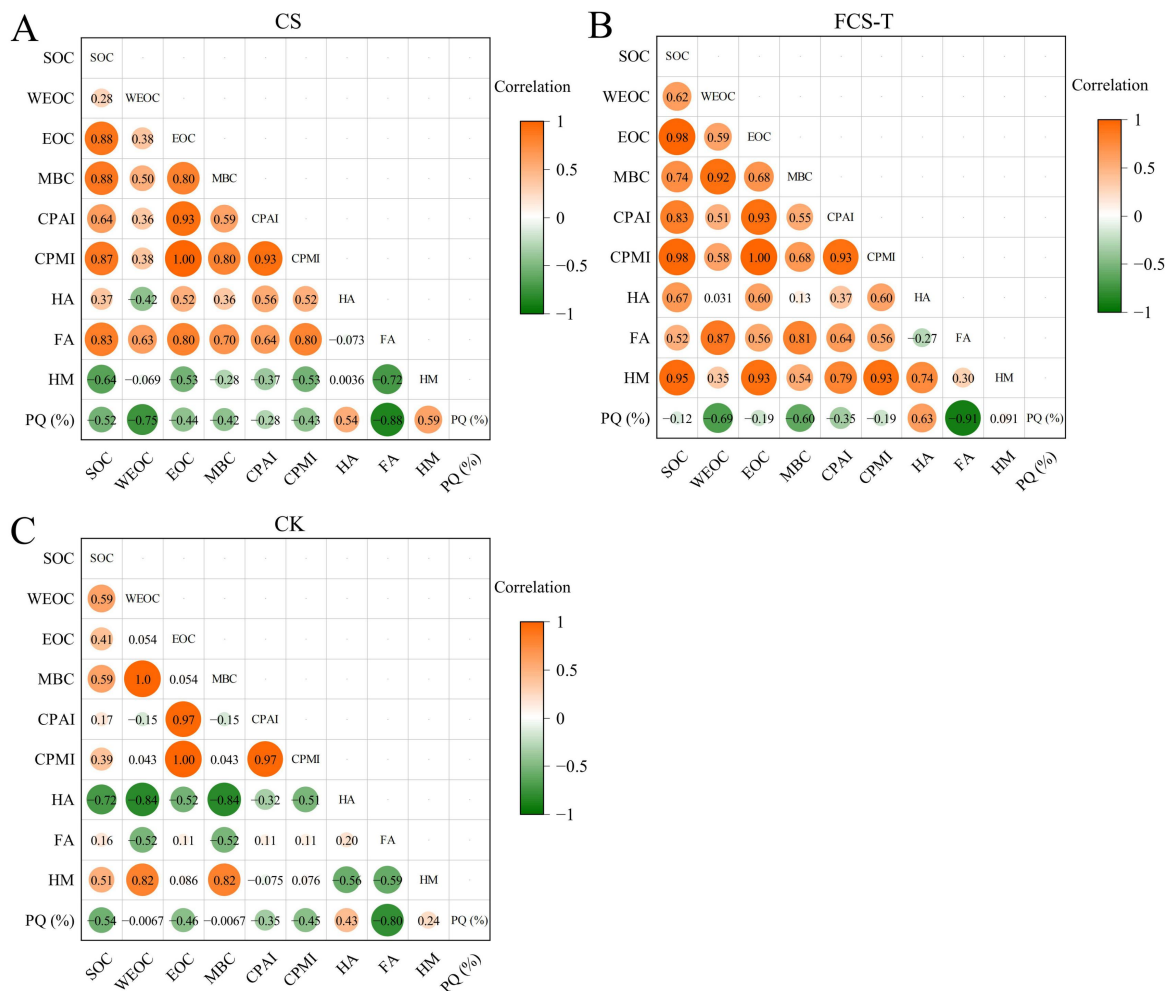 A
CS
SOC SOC
WEOC 0.28 WEOC
EOC 0.88 0.38 EOC
MBC 0.88 0.50 0.80 MBC
CPAI 0.64 0.36 0.93 0.59 CPAI
CPMI 0.87 0.38 1.00 0.80 0.93 CPMI
HA 0.37 −0.42 0.52 0.36 0.56 0.52 HA
FA 0.83 0.63 0.80 0.70 0.64 0.80 −0.073 FA
HM −0.64 −0.069 −0.53 −0.28 −0.37 −0.53 0.0036 −0.72 HM
PQ (%) −0.52 −0.75 −0.44 −0.42 −0.28 −0.43 0.54 −0.88 0.59 PQ (%)
SOC WEOC EOC MBC CPAI CPMI HA FA HM PQ (%)
Correlation
1
0.5
0
−0.5
−1
B
FCS-T
SOC SOC
WEOC 0.62 WEOC
EOC 0.98 0.59 EOC
MBC 0.74 0.92 0.68 MBC
CPAI 0.83 0.51 0.93 0.55 CPAI
CPMI 0.98 0.58 1.00 0.68 0.93 CPMI
HA 0.67 0.031 0.60 0.13 0.37 0.60 HA
FA 0.52 0.87 0.56 0.81 0.64 0.56 −0.27 FA
HM 0.95 0.35 0.93 0.54 0.79 0.93 0.74 0.30 HM
PQ (%) −0.12 −0.69 −0.19 −0.60 −0.35 −0.19 0.63 −0.91 0.091 PQ (%)
SOC WEOC EOC MBC CPAI CPMI HA FA HM PQ (%)
Correlation
1
0.5
0
−0.5
−1
C
CK
SOC SOC
WEOC 0.59 WEOC
EOC 0.41 0.054 EOC
MBC 0.59 1.0 0.054 MBC
CPAI 0.17 −0.15 0.97 −0.15 CPAI
CPMI 0.39 0.043 1.00 0.043 0.97 CPMI
HA −0.72 −0.84 −0.52 −0.84 −0.32 −0.51 HA
FA 0.16 −0.52 0.11 −0.52 0.11 0.11 0.20 FA
HM 0.51 0.82 0.086 0.82 −0.075 0.076 −0.56 −0.59 HM
PQ (%) −0.54 −0.0067 −0.46 −0.0067 −0.35 −0.45 0.43 −0.80 0.24 PQ (%)
SOC WEOC EOC MBC CPAI CPMI HA FA HM PQ (%)
Correlation
1
0.5
0
−0.5
−1